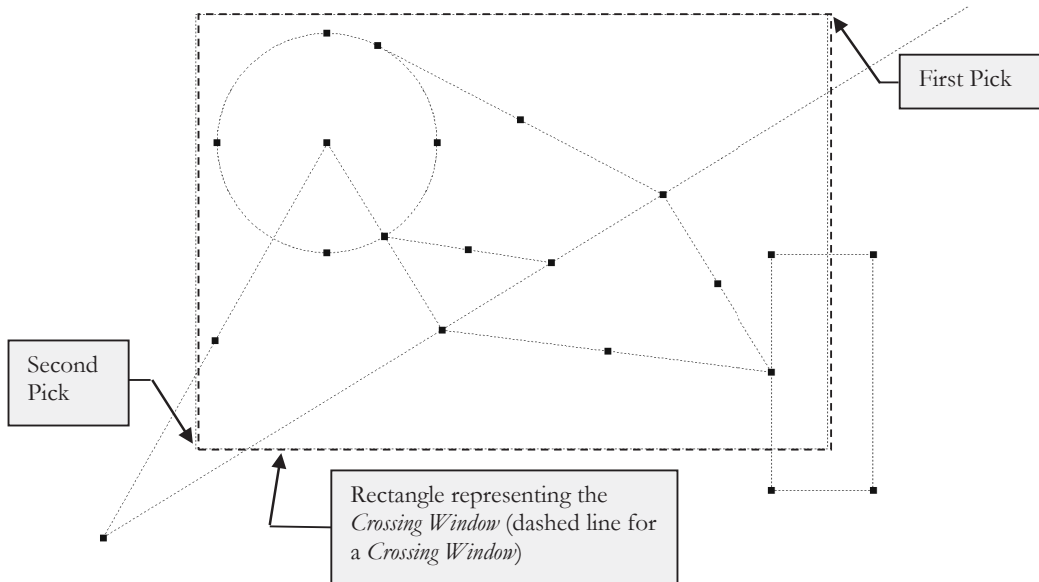 First Pick
Second
Pick
Rectangle representing the
Crossing Window (dashed line for
a Crossing Window)